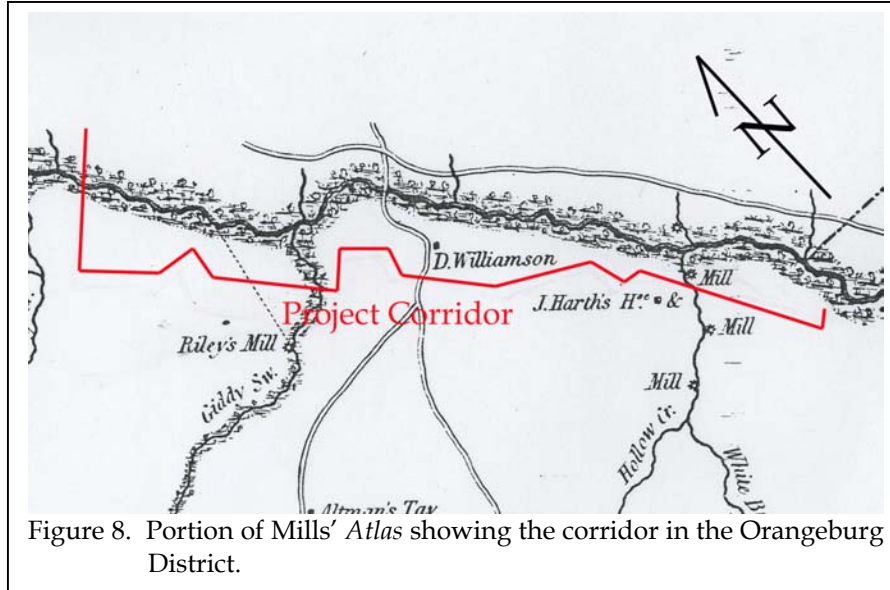 N
D. Williamson
Mill
J. Harth's Hse. &
Project Corridor
Mill
Riley's Mill
Mill
Giddy Sw.
Hollow Cr.
White B
Altman's Tav
Figure 8. Portion of Mills' Atlas showing the corridor in the Orangeburg
District.